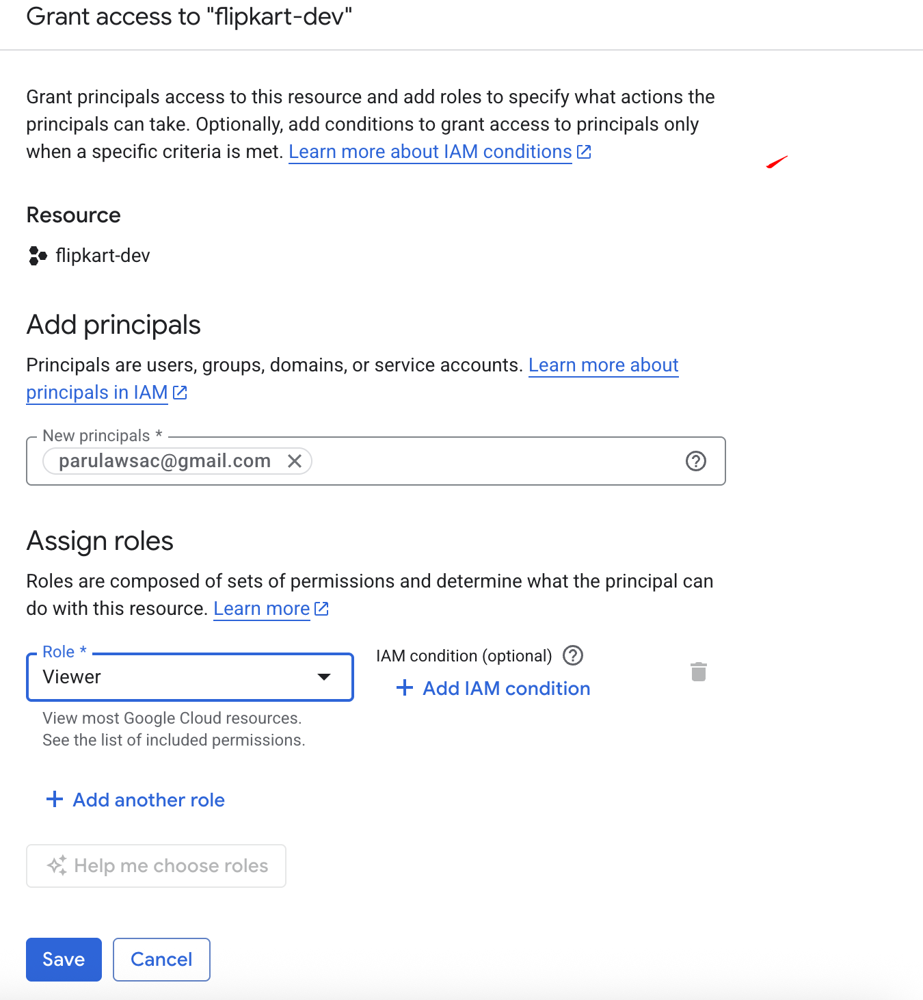 Grant access to "flipkart-dev"
Grant principals access to this resource and add roles to specify what actions the
principals can take. Optionally, add conditions to grant access to principals only
when a specific criteria is met. Learn more about IAM conditions
Resource
flipkart-dev
Add principals
Principals are users, groups, domains, or service accounts. Learn more about
principals in IAM
New principals *
parulawsac@gmail.com
Assign roles
Roles are composed of sets of permissions and determine what the principal can
do with this resource. Learn more
Role *
Viewer
IAM condition (optional)
+ Add IAM condition
View most Google Cloud resources.
See the list of included permissions.
+ Add another role
Help me choose roles
Save
Cancel